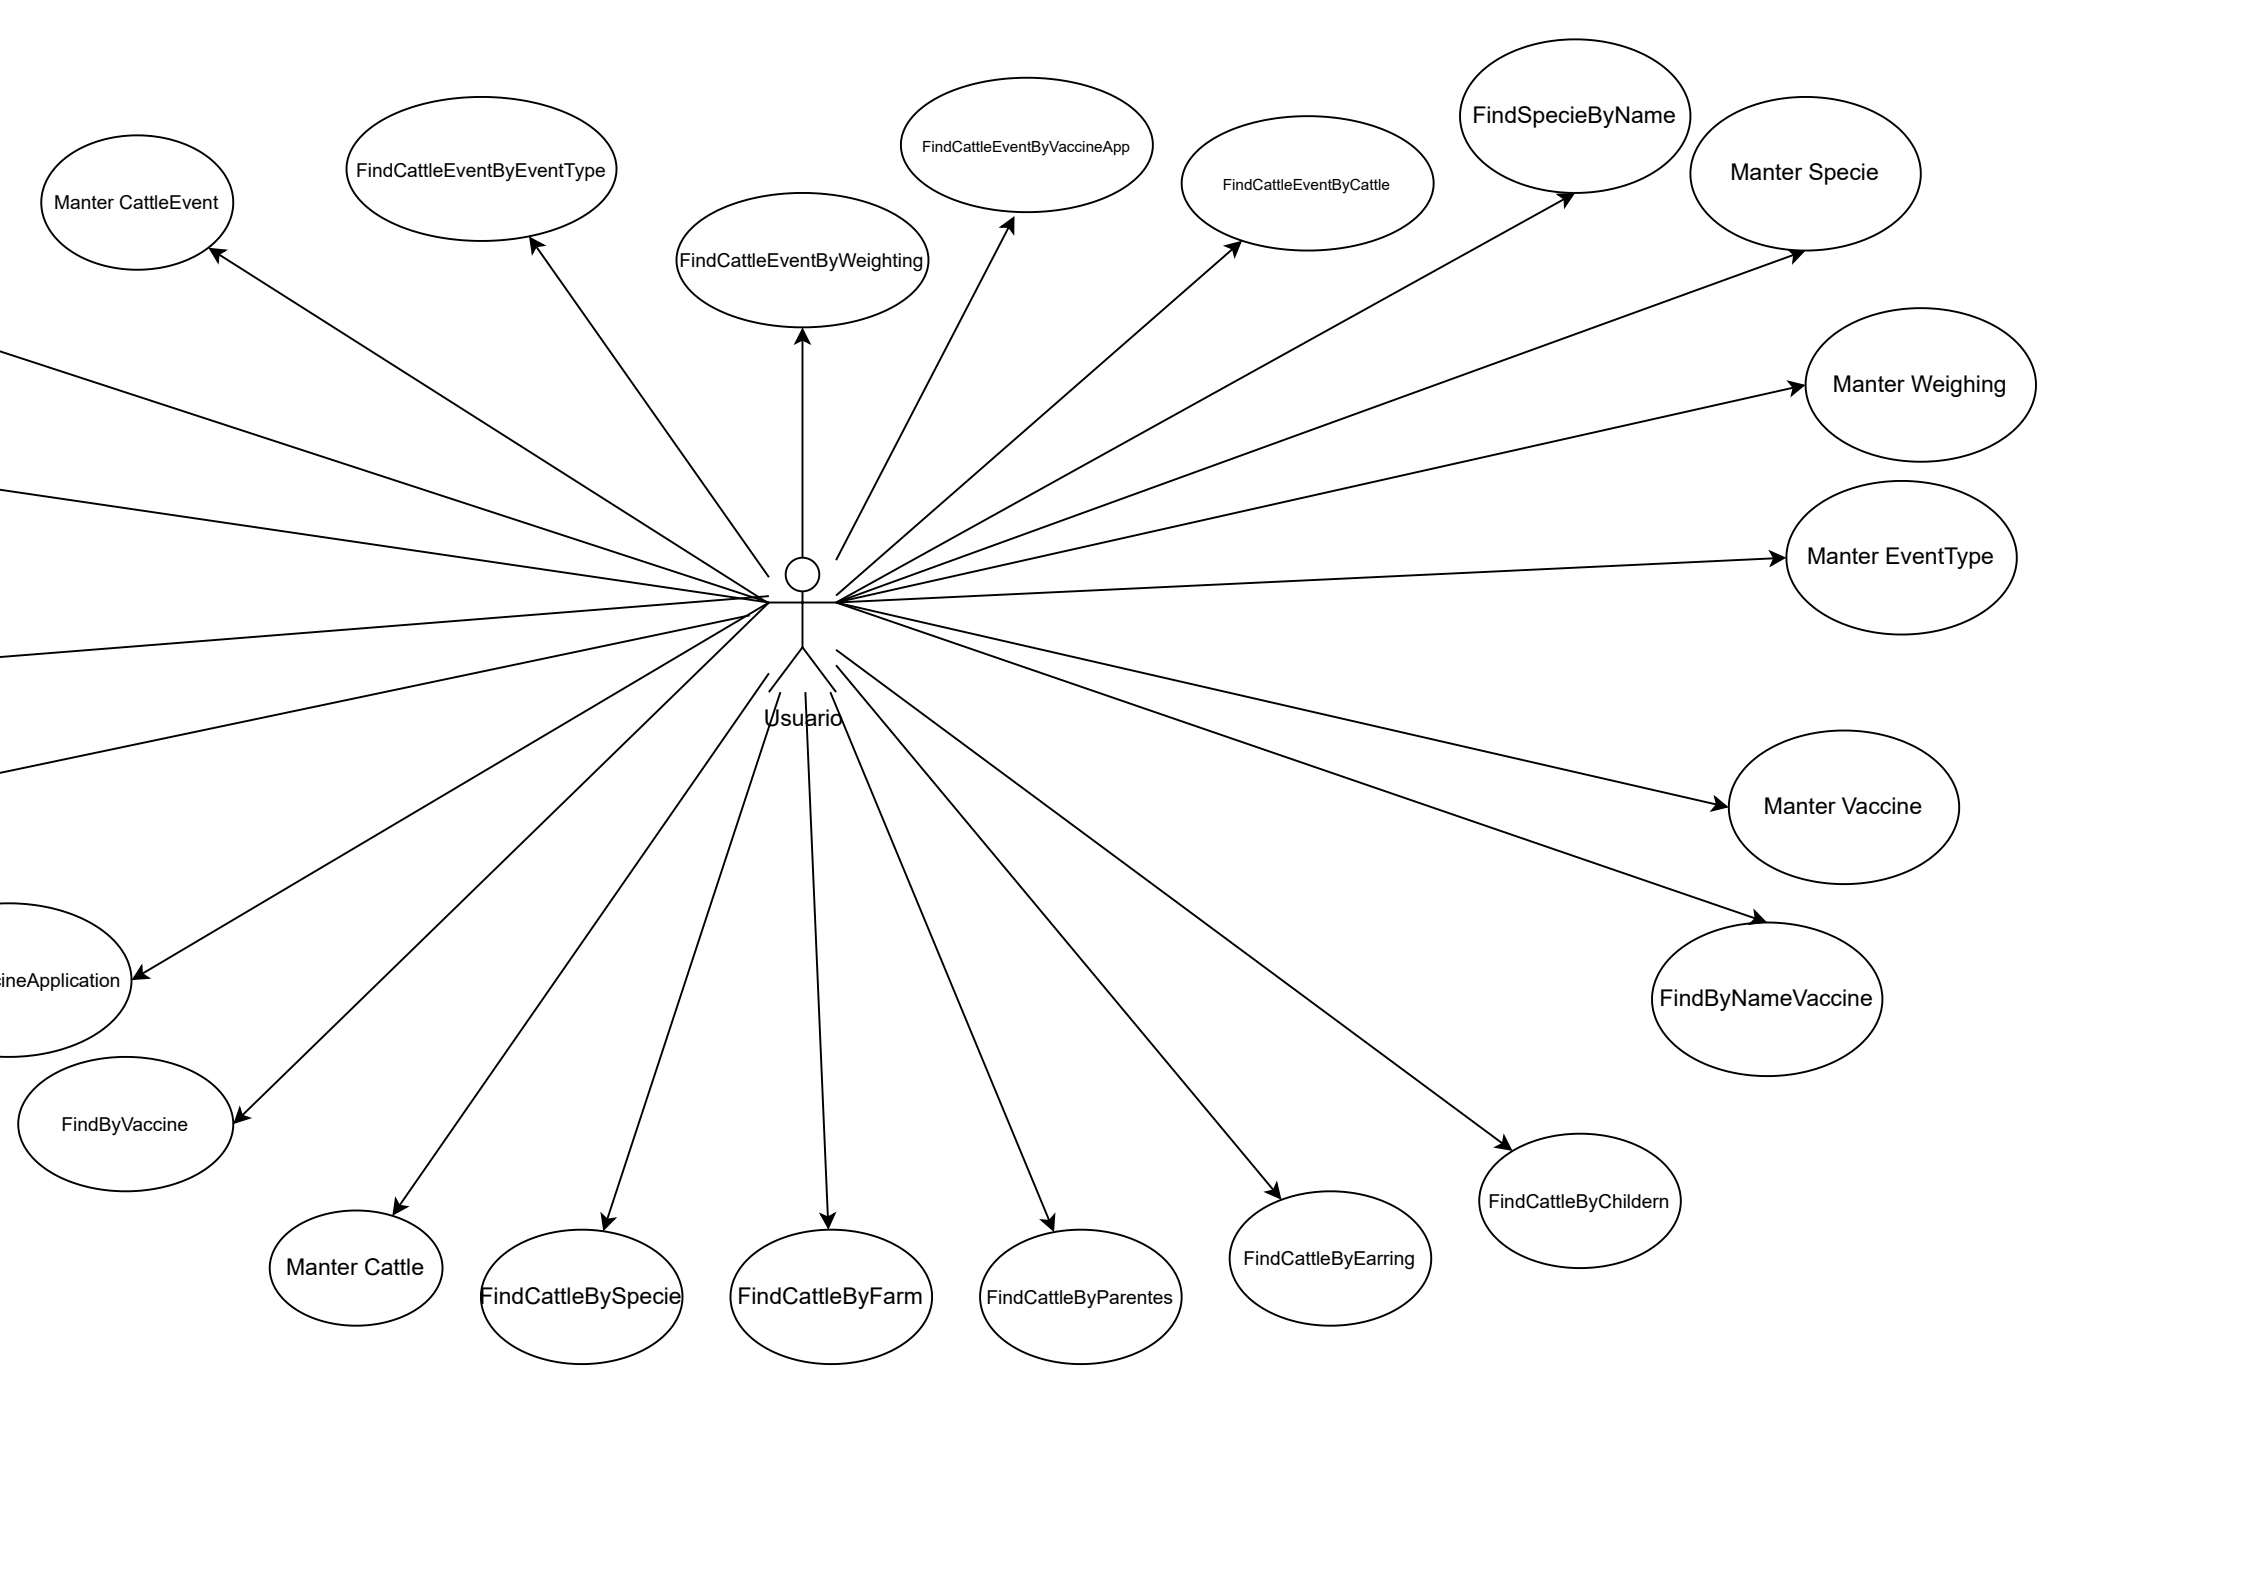 FindSpecieByName
FindCattleEventByVaccineApp
FindCattleEventByEventType
Manter Specie
FindCattleEventByCattle
Manter CattleEvent
FindCattleEventByWeighting
Manter Weighing
Manter EventType
Usuario
Manter Vaccine
cineApplication
FindByNameVaccine
FindByVaccine
FindCattleByChildern
Manter Cattle
FindCattleBySpecie
FindCattleByFarm
FindCattleByParentes
FindCattleByEarring